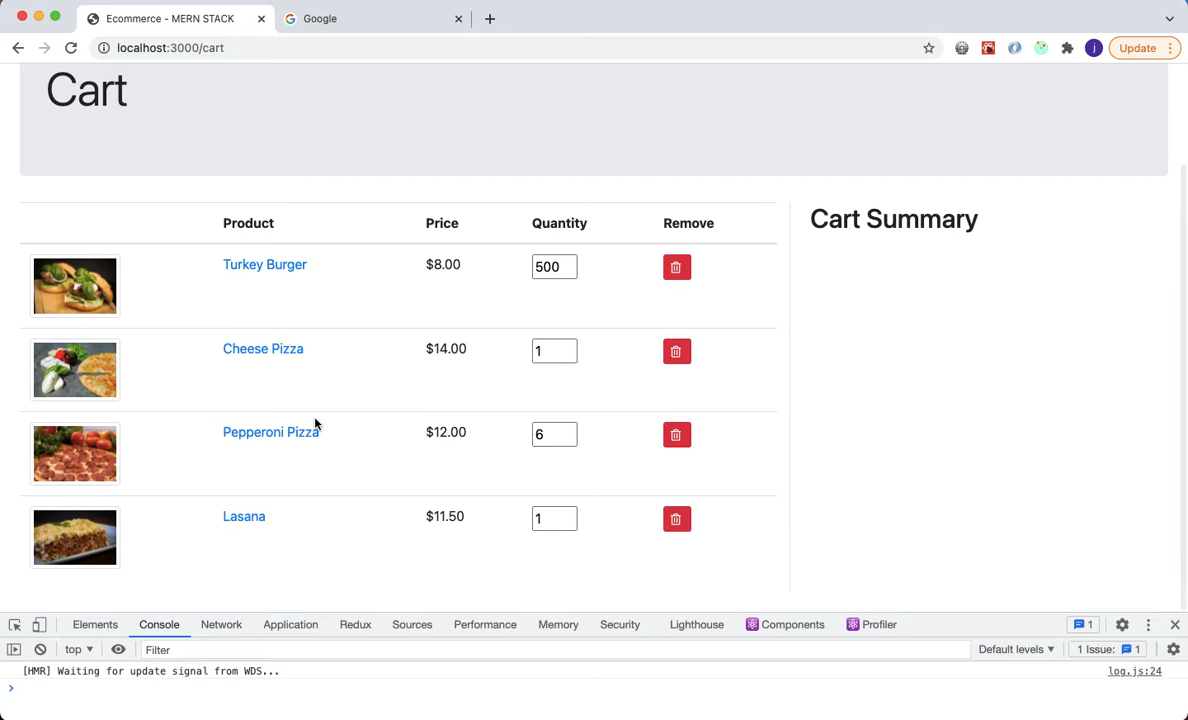 Ecommerce - MERN STACK
Google
localhost:3000/cart
j
Update
Cart
Product Price Quantity Remove
Cart Summary
Turkey Burger $8.00 500
Cheese Pizza $14.00 1
Pepperoni Pizza $12.00 6
Lasana $11.50 1
Elements Console Network Application Redux Sources Performance Memory Security Lighthouse Components Profiler 1
top Filter Default levels 1 Issue: 1
[HMR] Waiting for update signal from WDS... log.js:24